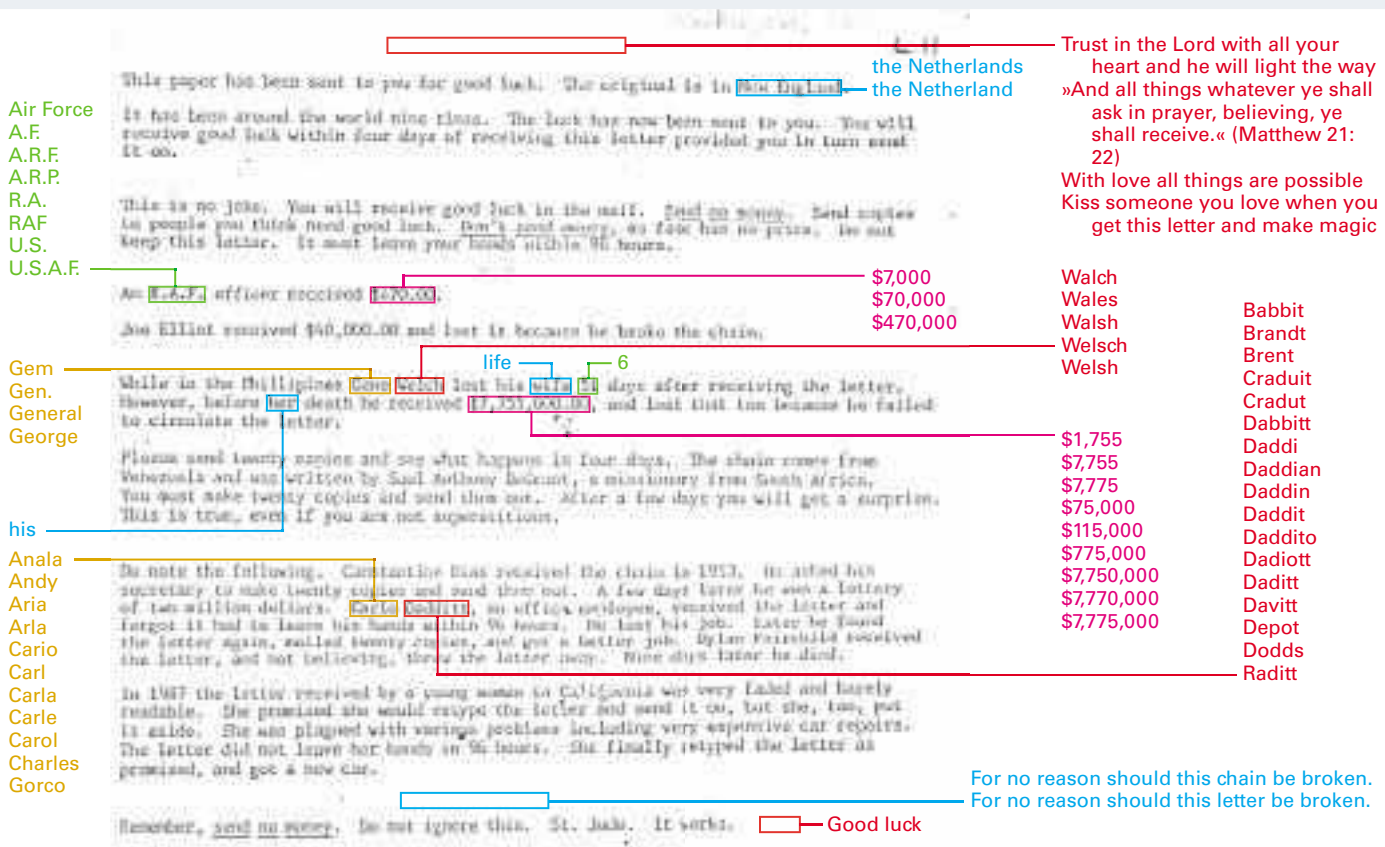 Trust in the Lord with all your
heart and he will light the way
»And all things whatever ye shall
ask in prayer, believing, ye
shall receive.« (Matthew 21:
22)
With love all things are possible
Kiss someone you love when you
get this letter and make magic
the Netherlands
the Netherland
This paper has been sent to you for good luck. The original is in New England.
It has been around the world nine times. The luck has now been sent to you. You will
receive good luck within four days of receiving this letter provided you in turn send
it on.
This is no joke. You will receive good luck in the mail. Send no money. Send copies
to people you think need good luck. Don't send money, as fate has no price. Do not
keep this letter. It must leave your hands within 96 hours.
Air Force
A.F.
A.R.F.
A.R.P.
R.A.
RAF
U.S.
U.S.A.F.
$7,000
$70,000
$470,000
An R.A.F. officer received $470.00.
Joe Elliot received $40,000.00 and lost it because he broke the chain.
Walch
Wales
Walsh
Welsch
Welsh
Gem
Gen.
General
George
life
6
While in the Phillipines Gene Welch lost his wife 51 days after receiving the letter.
However, before her death he received $7,755,000.00, and lost that too because he failed
to circulate the letter.
his
$1,755
$7,755
$7,775
$75,000
$115,000
$775,000
$7,750,000
$7,770,000
$7,775,000
Please send twenty copies and see what happens in four days. The chain comes from
Venezuela and was written by Saul Anthony DeGrout, a missionary from South Africa.
You must make twenty copies and send them out. After a few days you will get a surprise.
This is true, even if you are not superstitious.
Anala
Andy
Aria
Arla
Cario
Carl
Carla
Carle
Carol
Charles
Gorco
Babbit
Brandt
Brent
Craduit
Cradut
Dabbitt
Daddi
Daddian
Daddin
Daddit
Daddito
Dadiott
Daditt
Davitt
Depot
Dodds
Raditt
Do note the following. Constantine Dias received the chain in 1953. He asked his
secretary to make twenty copies and send them out. A few days later he won a lottery
of two million dollars. Carlo Dadditt, an office employee, received the letter and
forgot it had to leave his hands within 96 hours. He lost his job. Later he found
the letter again, mailed twenty copies, and got a better job. Dylan Fairchild received
the letter, and not believing, threw the letter away. Nine days later he died.
In 1987 the letter received by a young woman in California was very faded and barely
readable. She promised she would retype the letter and send it on, but she, too, put
it aside. She was plagued with various problems including very expensive car repairs.
The letter did not leave her hands in 96 hours. She finally retyped the letter as
promised, and got a new car.
For no reason should this chain be broken.
For no reason should this letter be broken.
Remember, send no money. Do not ignore this. St. Jude. It works.
Good luck